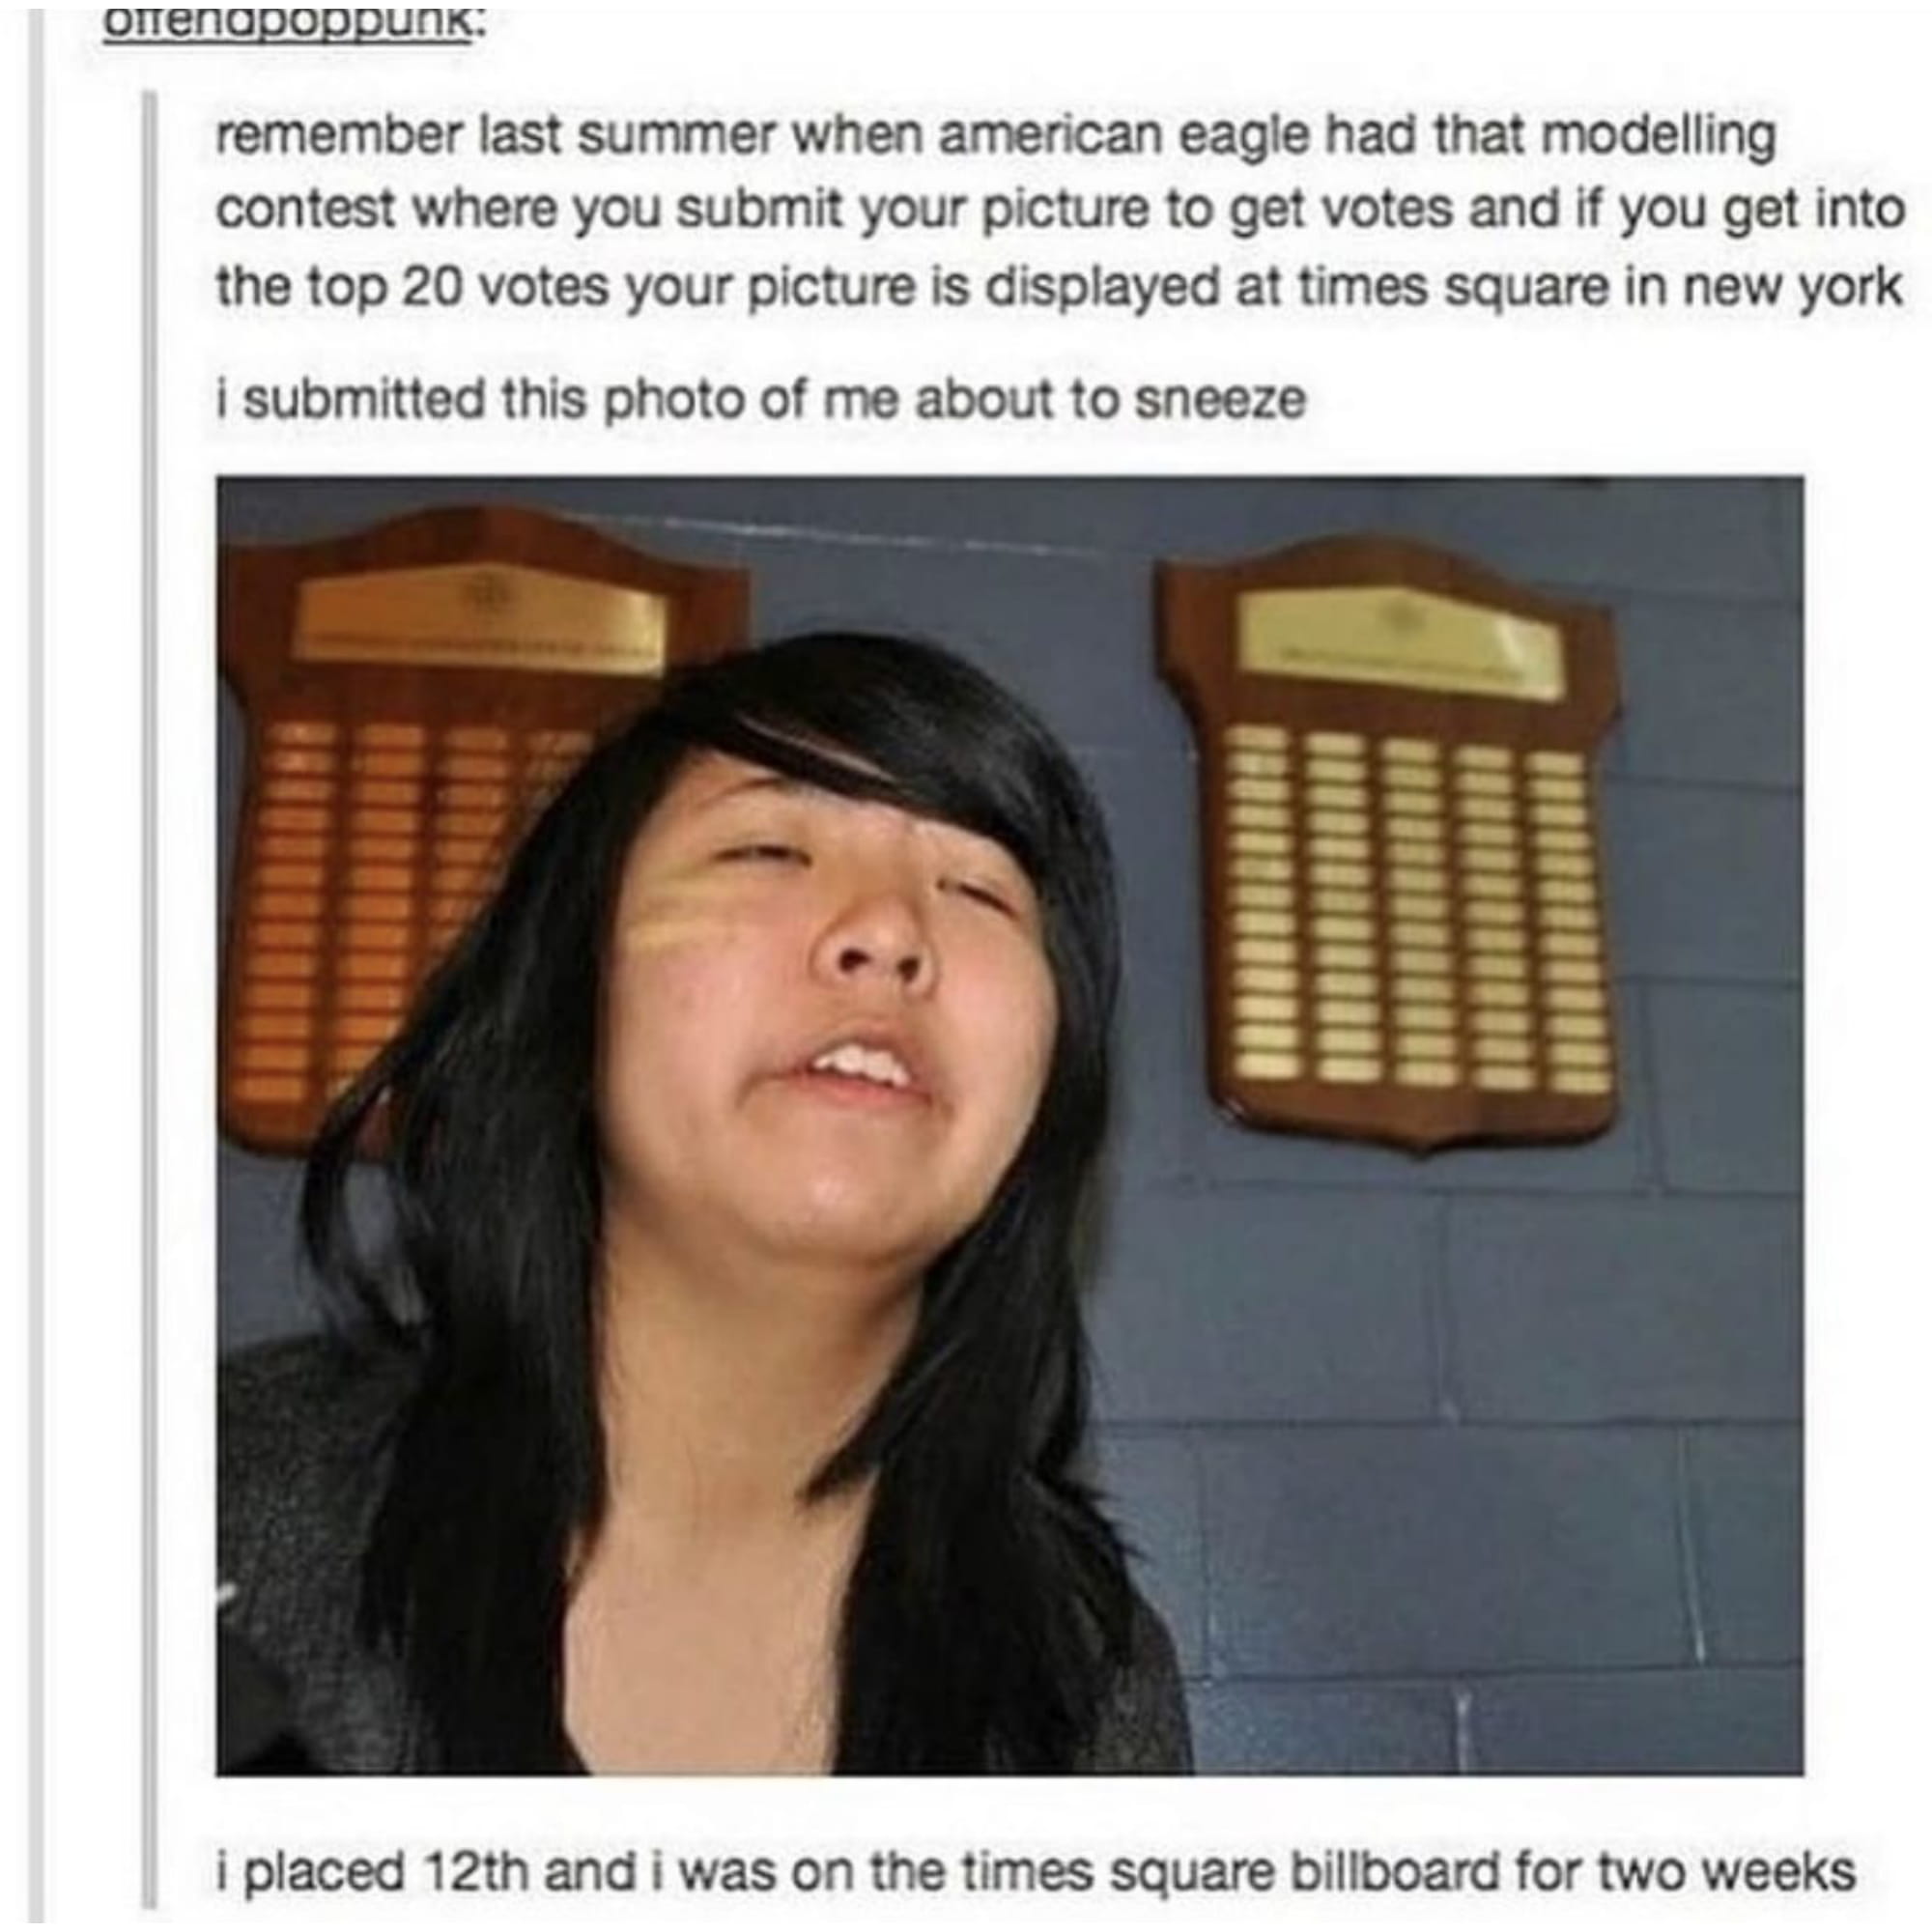 offendpoppunk:
remember last summer when american eagle had that modelling
contest where you submit your picture to get votes and if you get into
the top 20 votes your picture is displayed at times square in new york
i submitted this photo of me about to sneeze
i placed 12th and i was on the times square billboard for two weeks